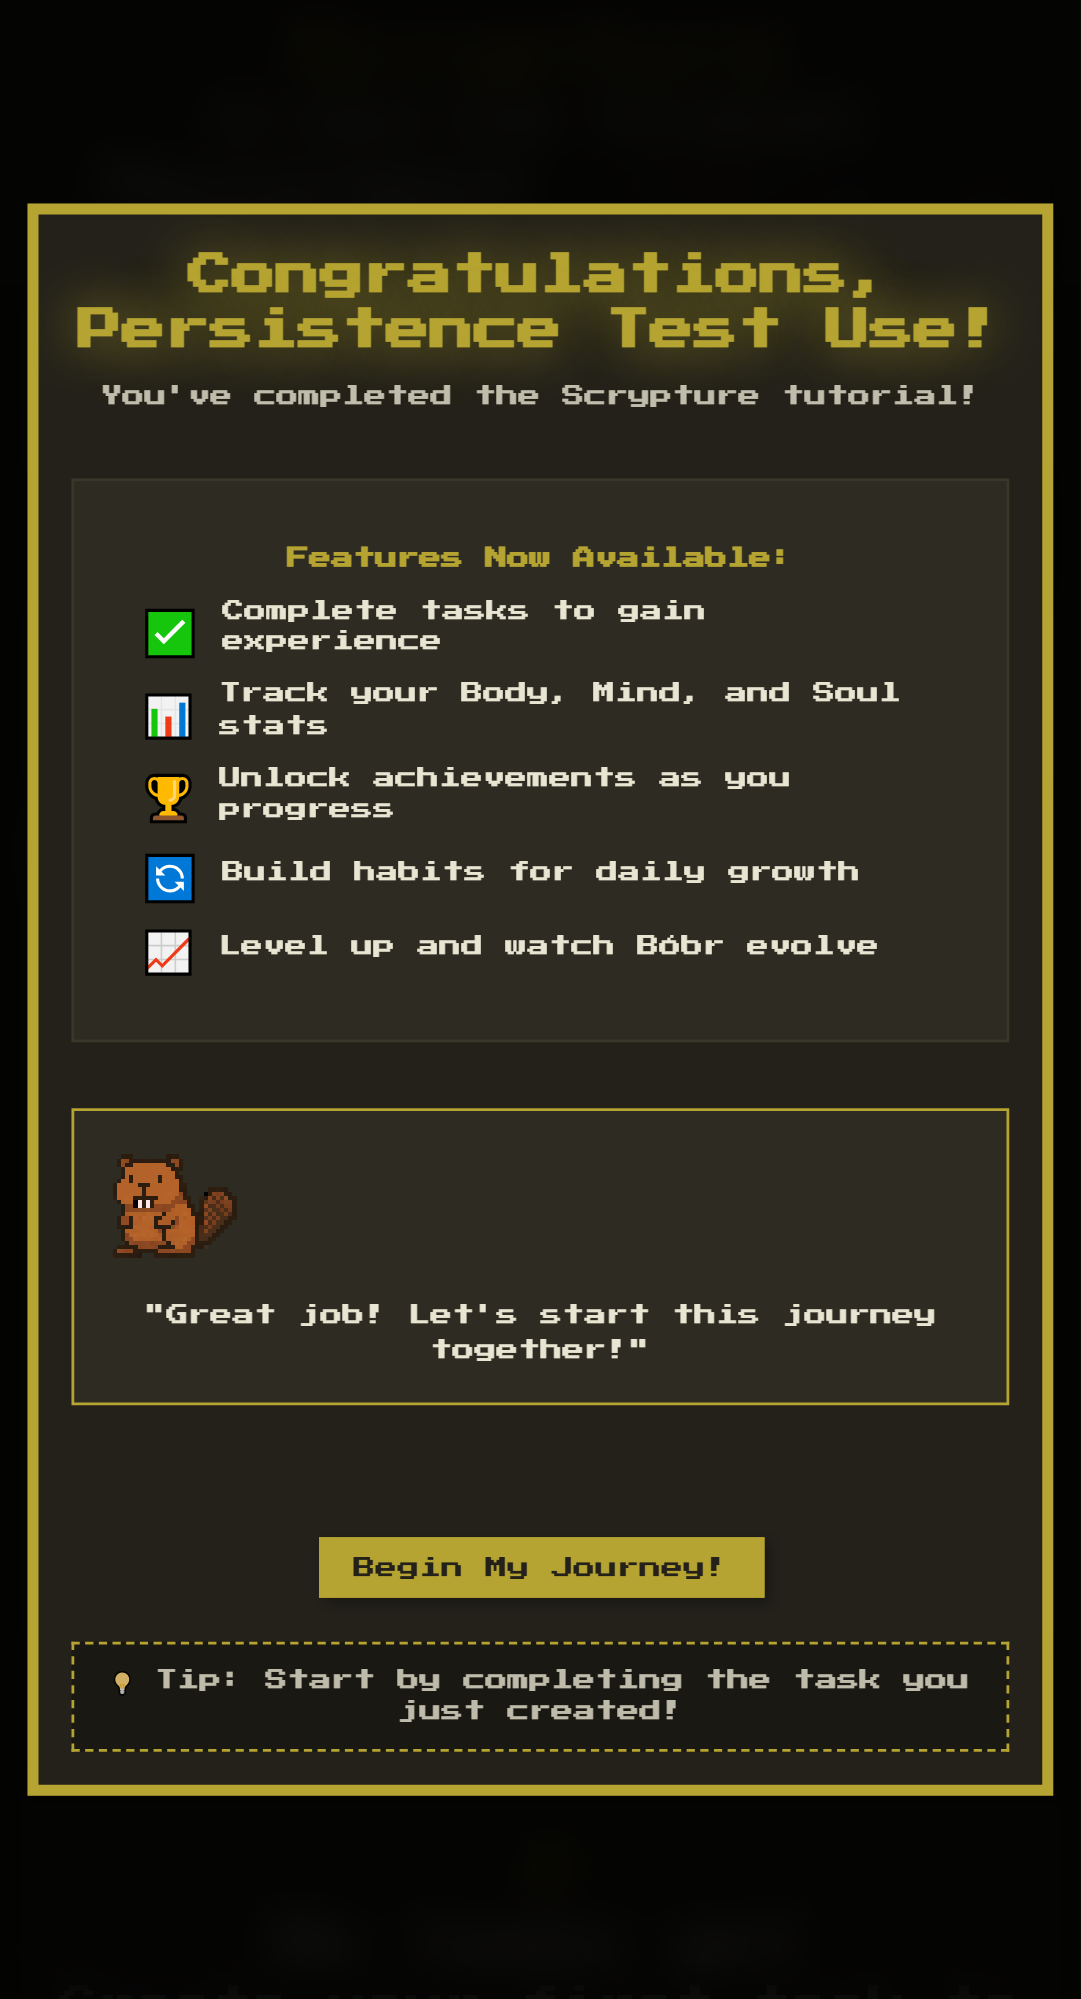 Congratulations,
Persistence Test Use!
You've completed the Scrypture tutorial!
Features Now Available:
Complete tasks to gain
experience
Track your Body, Mind, and Soul
stats
Unlock achievements as you
progress
Build habits for daily growth
Level up and watch Bóbr evolve
"Great job! Let's start this journey
together!"
Begin My Journey!
Tip: Start by completing the task you
just created!